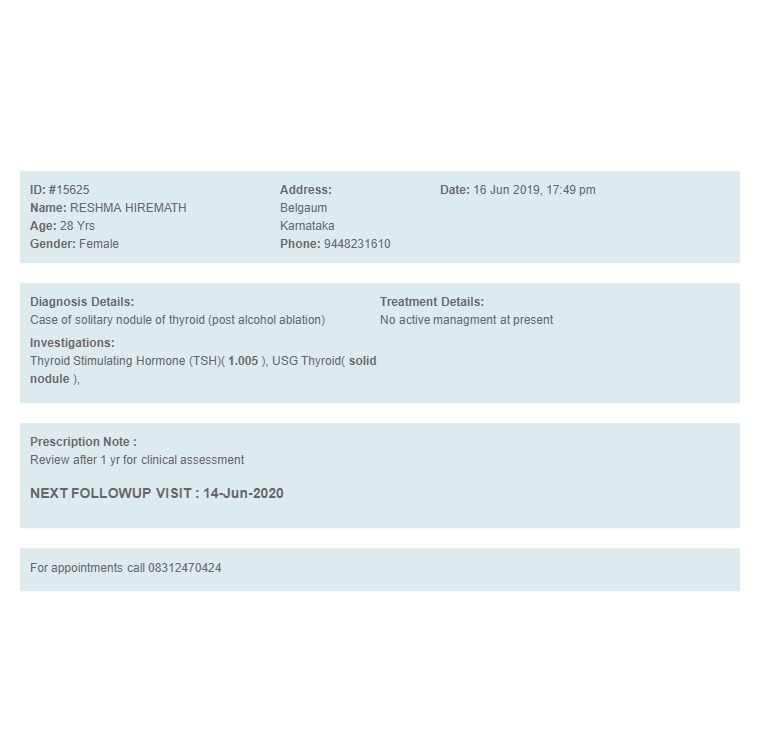 ID: #15625
Name: RESHMA HIREMATH
Age: 28 Yrs
Gender: Female
Address:
Belgaum
Karnataka
Phone: 9448231610
Date: 16 Jun 2019, 17:49 pm
Diagnosis Details:
Case of solitary nodule of thyroid (post alcohol ablation)
Investigations:
Thyroid Stimulating Hormone (TSH)( 1.005 ), USG Thyroid( solid
nodule ),
Treatment Details:
No active managment at present
Prescription Note :
Review after 1 yr for clinical assessment
NEXT FOLLOWUP VISIT : 14-Jun-2020
For appointments call 08312470424